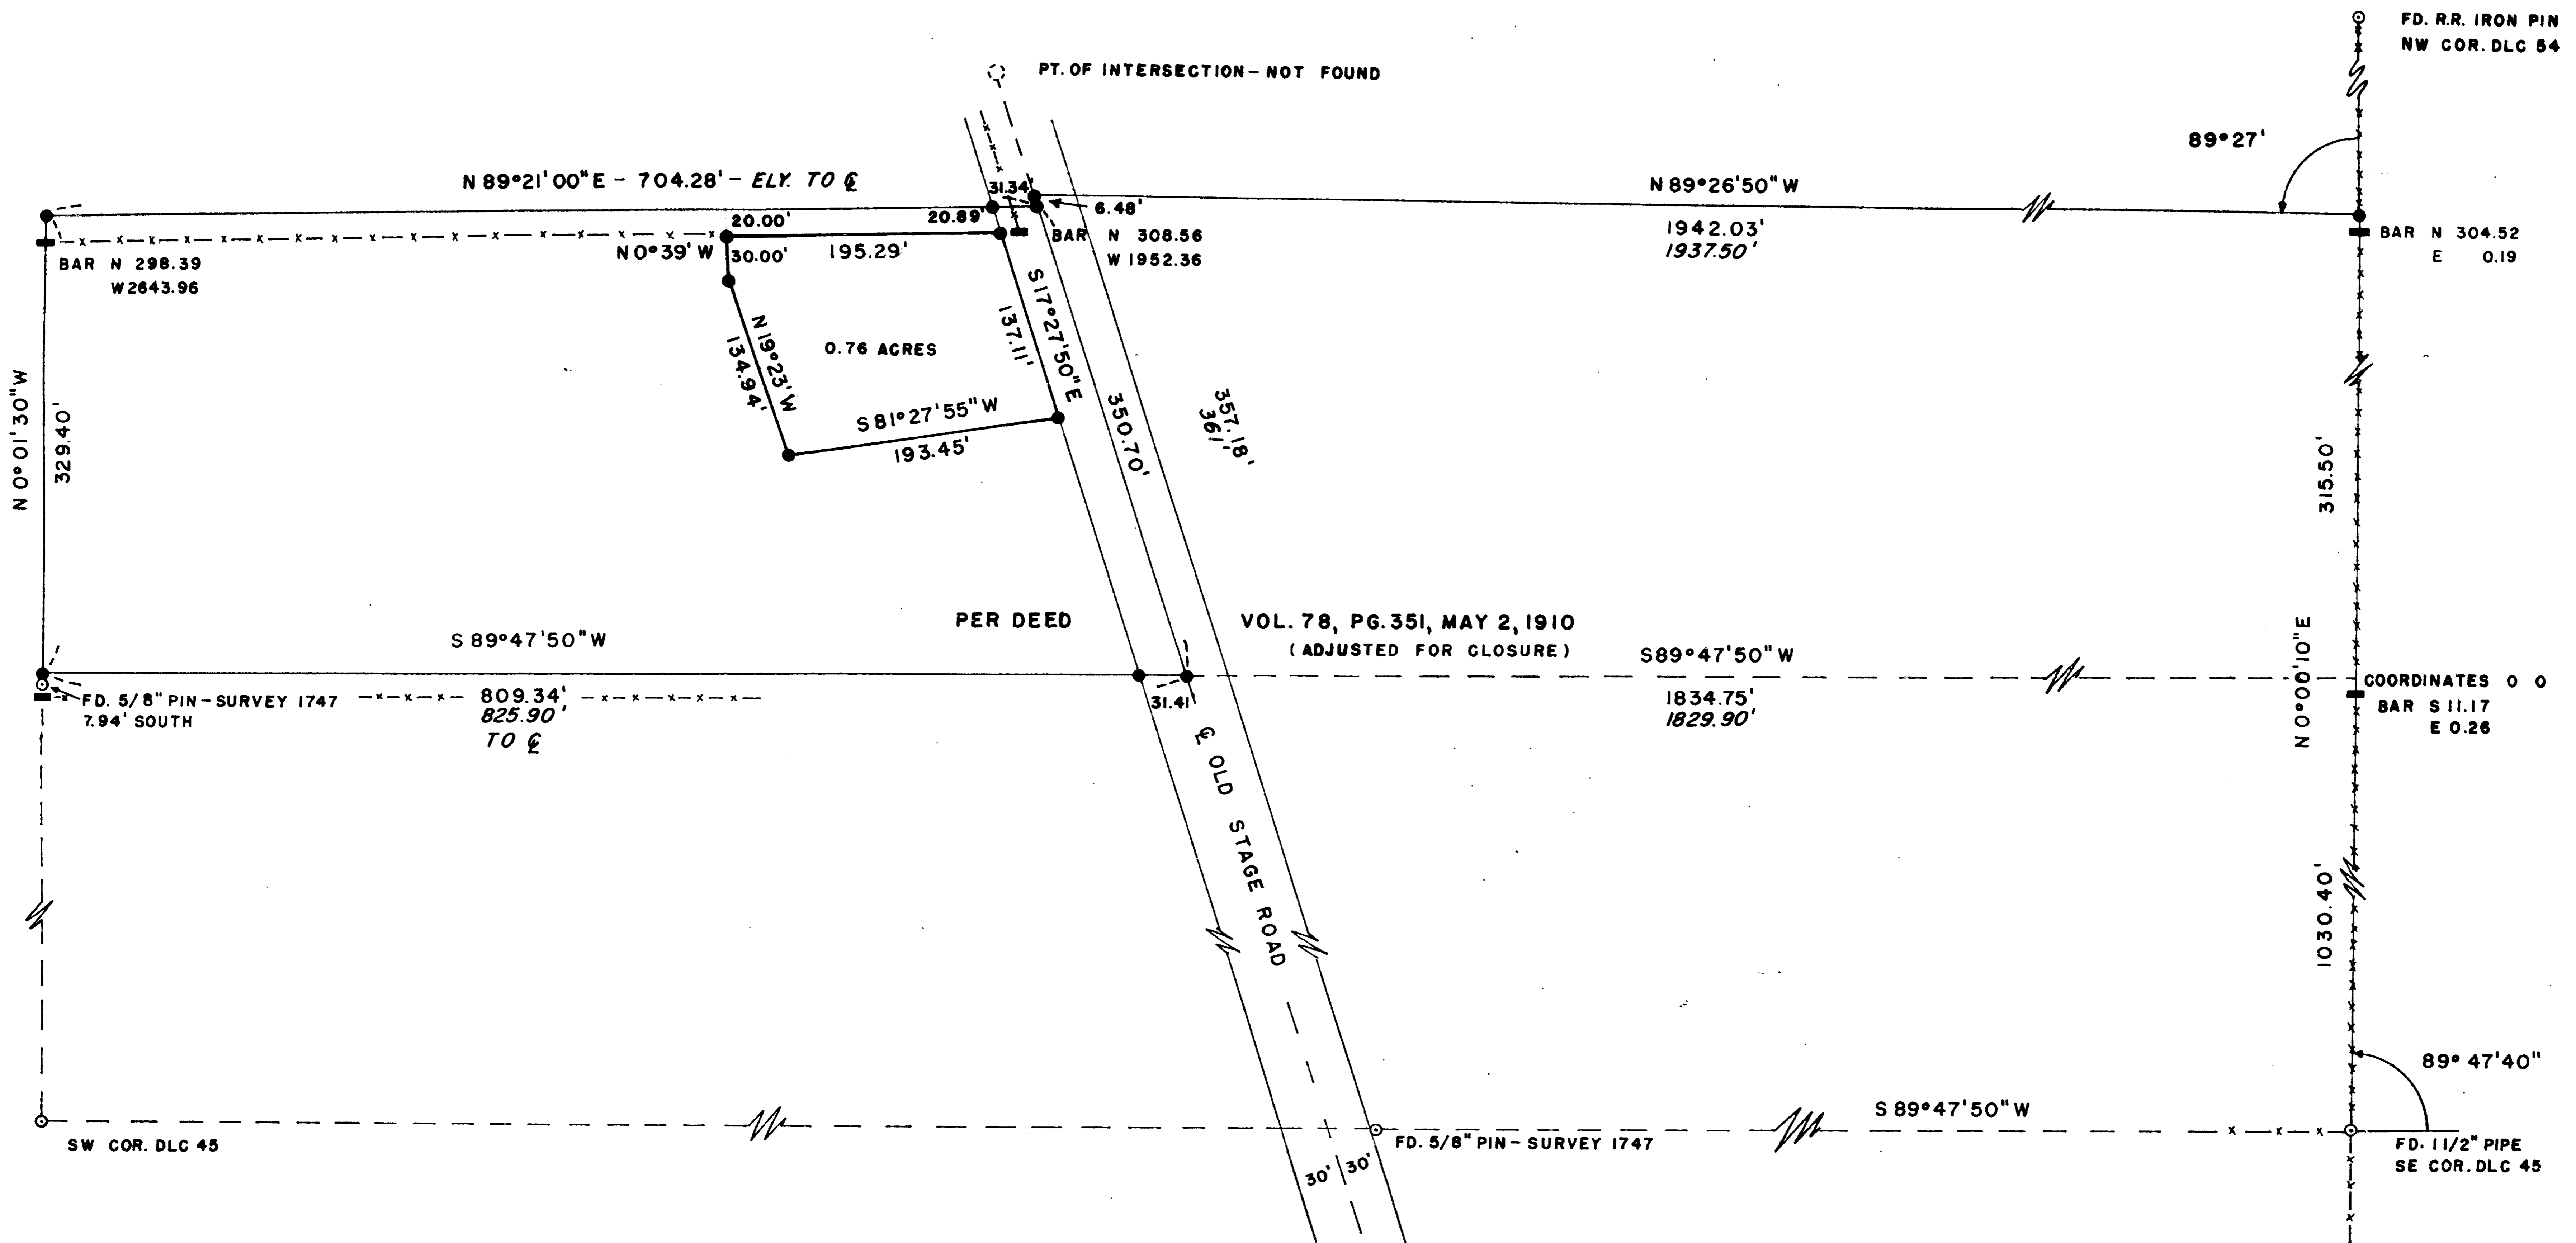 FD. R.R. IRON PIN
NW COR. DLC 54
PT. OF INTERSECTION - NOT FOUND
89°27'
N 89°21'00"E - 704.28' - ELY. TO ℄
31.34'
N 89°26'50"W
6.48'
20.00'
20.89'
1942.03'
1937.50'
N 0°39' W
30.00'
195.29'
BAR N 308.56
W 1952.36
BAR N 304.52
E 0.19
BAR N 298.39
W 2643.96
S 17°27'50"E
137.11'
N 19°23' W
134.94'
0.76 ACRES
S 81°27'55"W
193.45'
350.70'
357.18'
361.'
N 0°01'30"W
329.40'
315.50'
PER DEED
VOL. 78, PG. 351, MAY 2, 1910
(ADJUSTED FOR CLOSURE)
S 89°47'50"W
S89°47'50"W
N 0°00'10"E
COORDINATES 0 0
BAR S 11.17
E 0.26
FD. 5/8" PIN - SURVEY 1747
7.94' SOUTH
809.34'
825.90'
TO ℄
31.41'
1834.75'
1829.90'
℄ OLD STAGE ROAD
1030.40'
89° 47'40"
S 89°47'50"W
SW COR. DLC 45
FD. 5/8" PIN - SURVEY 1747
30' 30'
FD. 1 1/2" PIPE
SE COR. DLC 45